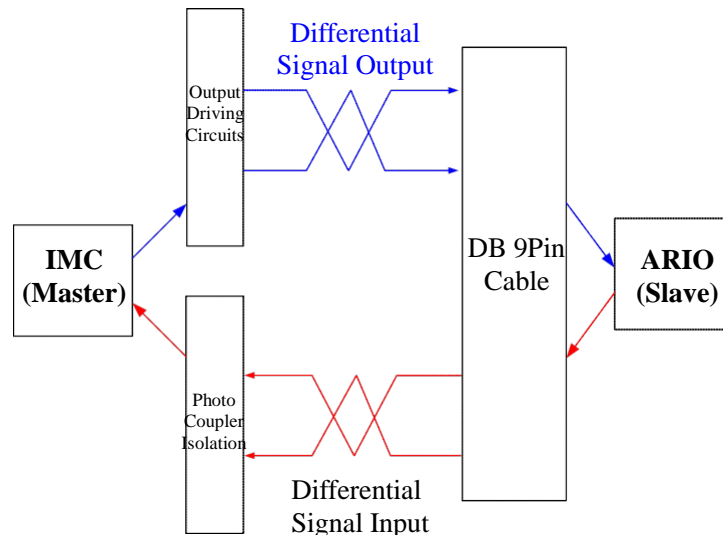 Differential
Signal Output
Output
Driving
Circuits
IMC
(Master)
DB 9Pin
Cable
ARIO
(Slave)
Photo
Coupler
Isolation
Differential
Signal Input